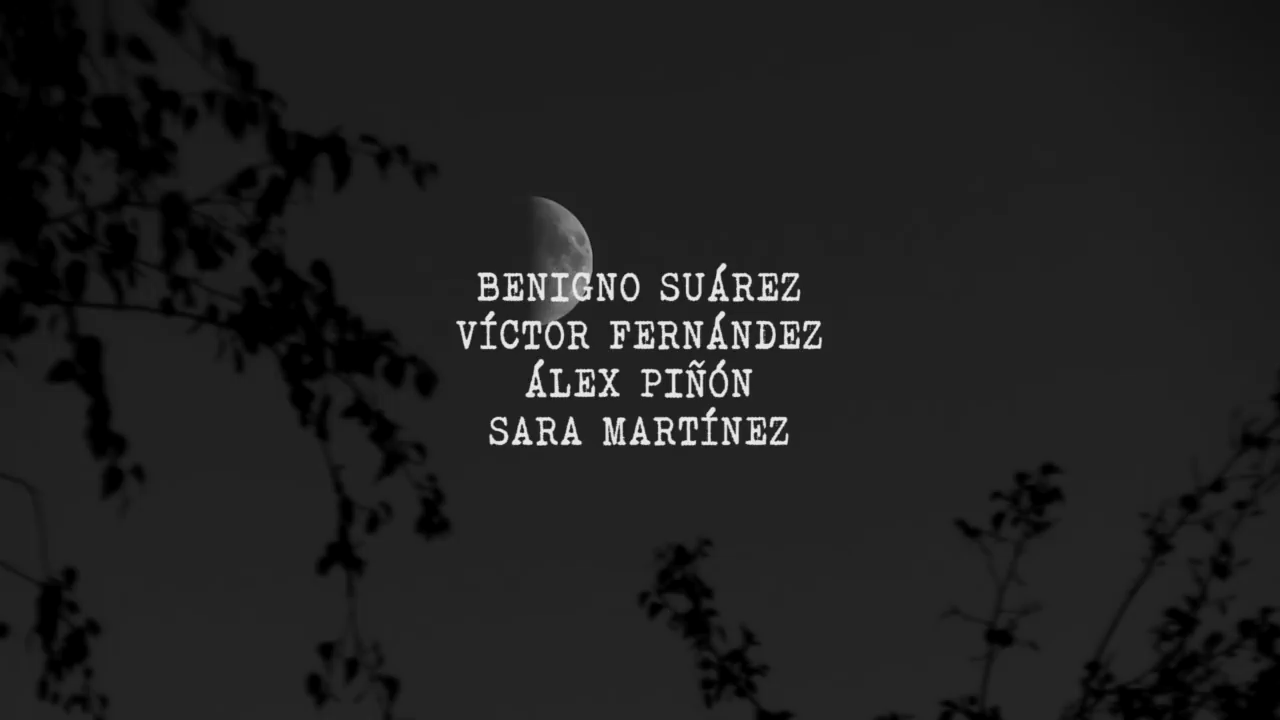 BENIGNO SUÁREZ
VÍCTOR FERNÁNDEZ
ÁLEX PIÑÓN
SARA MARTÍNEZ